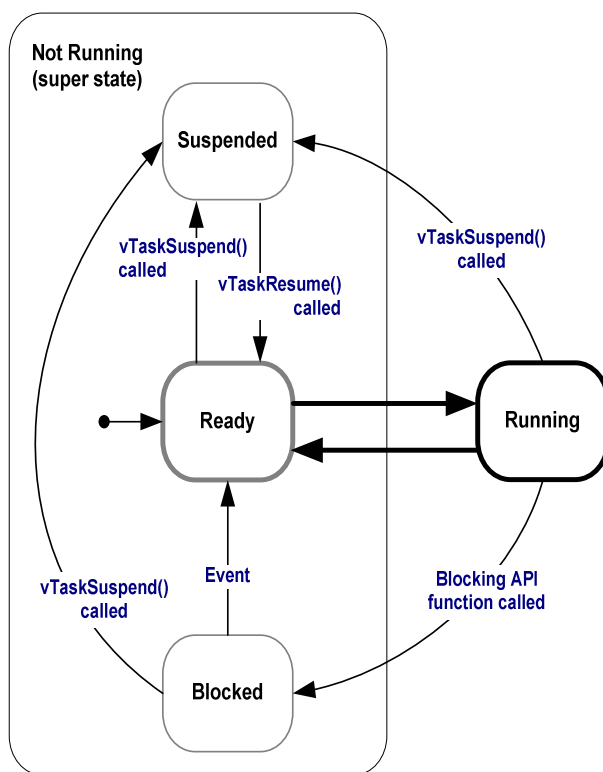 Not Running
(super state)
Suspended
vTaskSuspend()
called
vTaskResume()
called
vTaskSuspend()
called
Ready
Running
Event
vTaskSuspend()
called
Blocking API
function called
Blocked